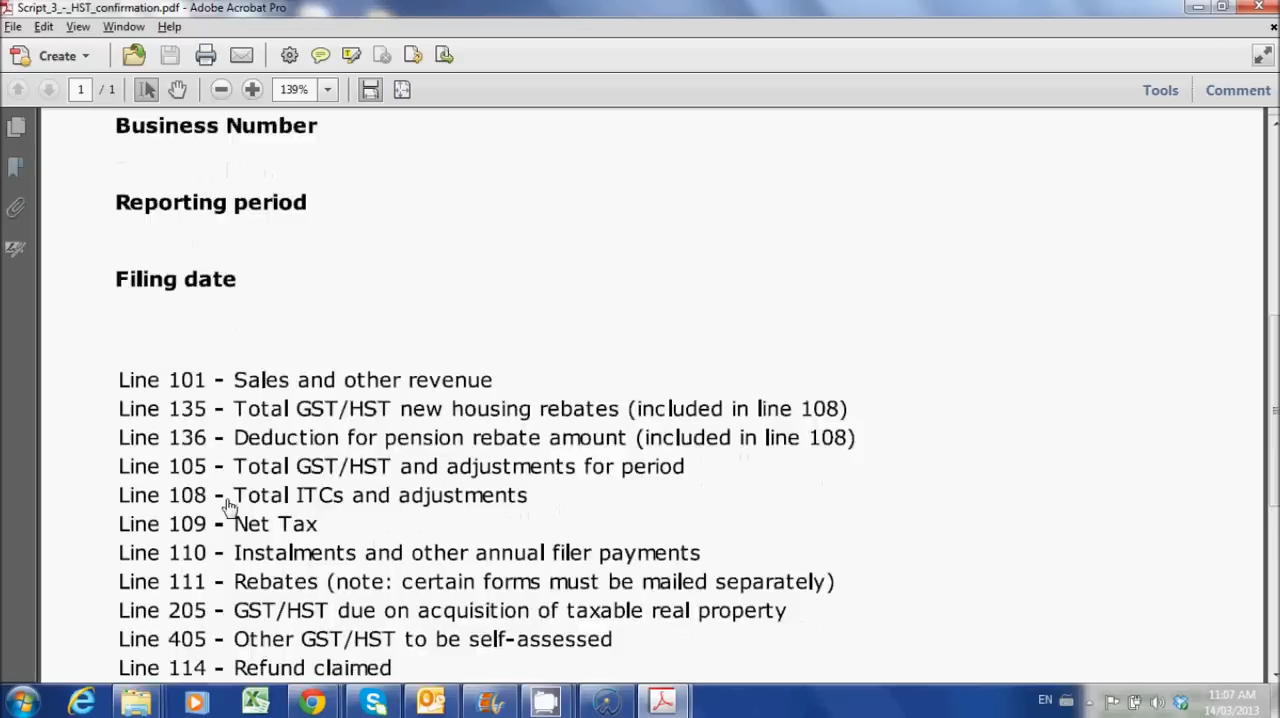 Script_3_-_HST_confirmation.pdf - Adobe Acrobat Pro
File Edit View Window Help
Create
1 / 1 139% Tools Comment
Business Number
Reporting period
Filing date
Line 101 - Sales and other revenue
Line 135 - Total GST/HST new housing rebates (included in line 108)
Line 136 - Deduction for pension rebate amount (included in line 108)
Line 105 - Total GST/HST and adjustments for period
Line 108 - Total ITCs and adjustments
Line 109 - Net Tax
Line 110 - Instalments and other annual filer payments
Line 111 - Rebates (note: certain forms must be mailed separately)
Line 205 - GST/HST due on acquisition of taxable real property
Line 405 - Other GST/HST to be self-assessed
Line 114 - Refund claimed
EN 11:07 AM
14/03/2013